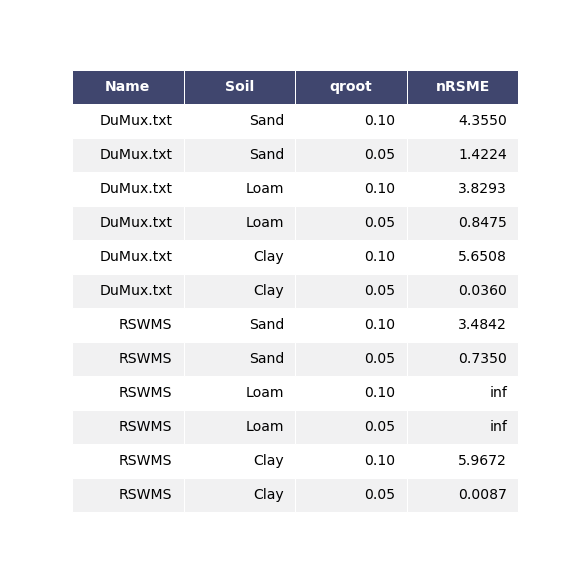 Name Soil qroot nRSME
DuMux.txt Sand 0.10 4.3550
DuMux.txt Sand 0.05 1.4224
DuMux.txt Loam 0.10 3.8293
DuMux.txt Loam 0.05 0.8475
DuMux.txt Clay 0.10 5.6508
DuMux.txt Clay 0.05 0.0360
RSWMS Sand 0.10 3.4842
RSWMS Sand 0.05 0.7350
RSWMS Loam 0.10 inf
RSWMS Loam 0.05 inf
RSWMS Clay 0.10 5.9672
RSWMS Clay 0.05 0.0087